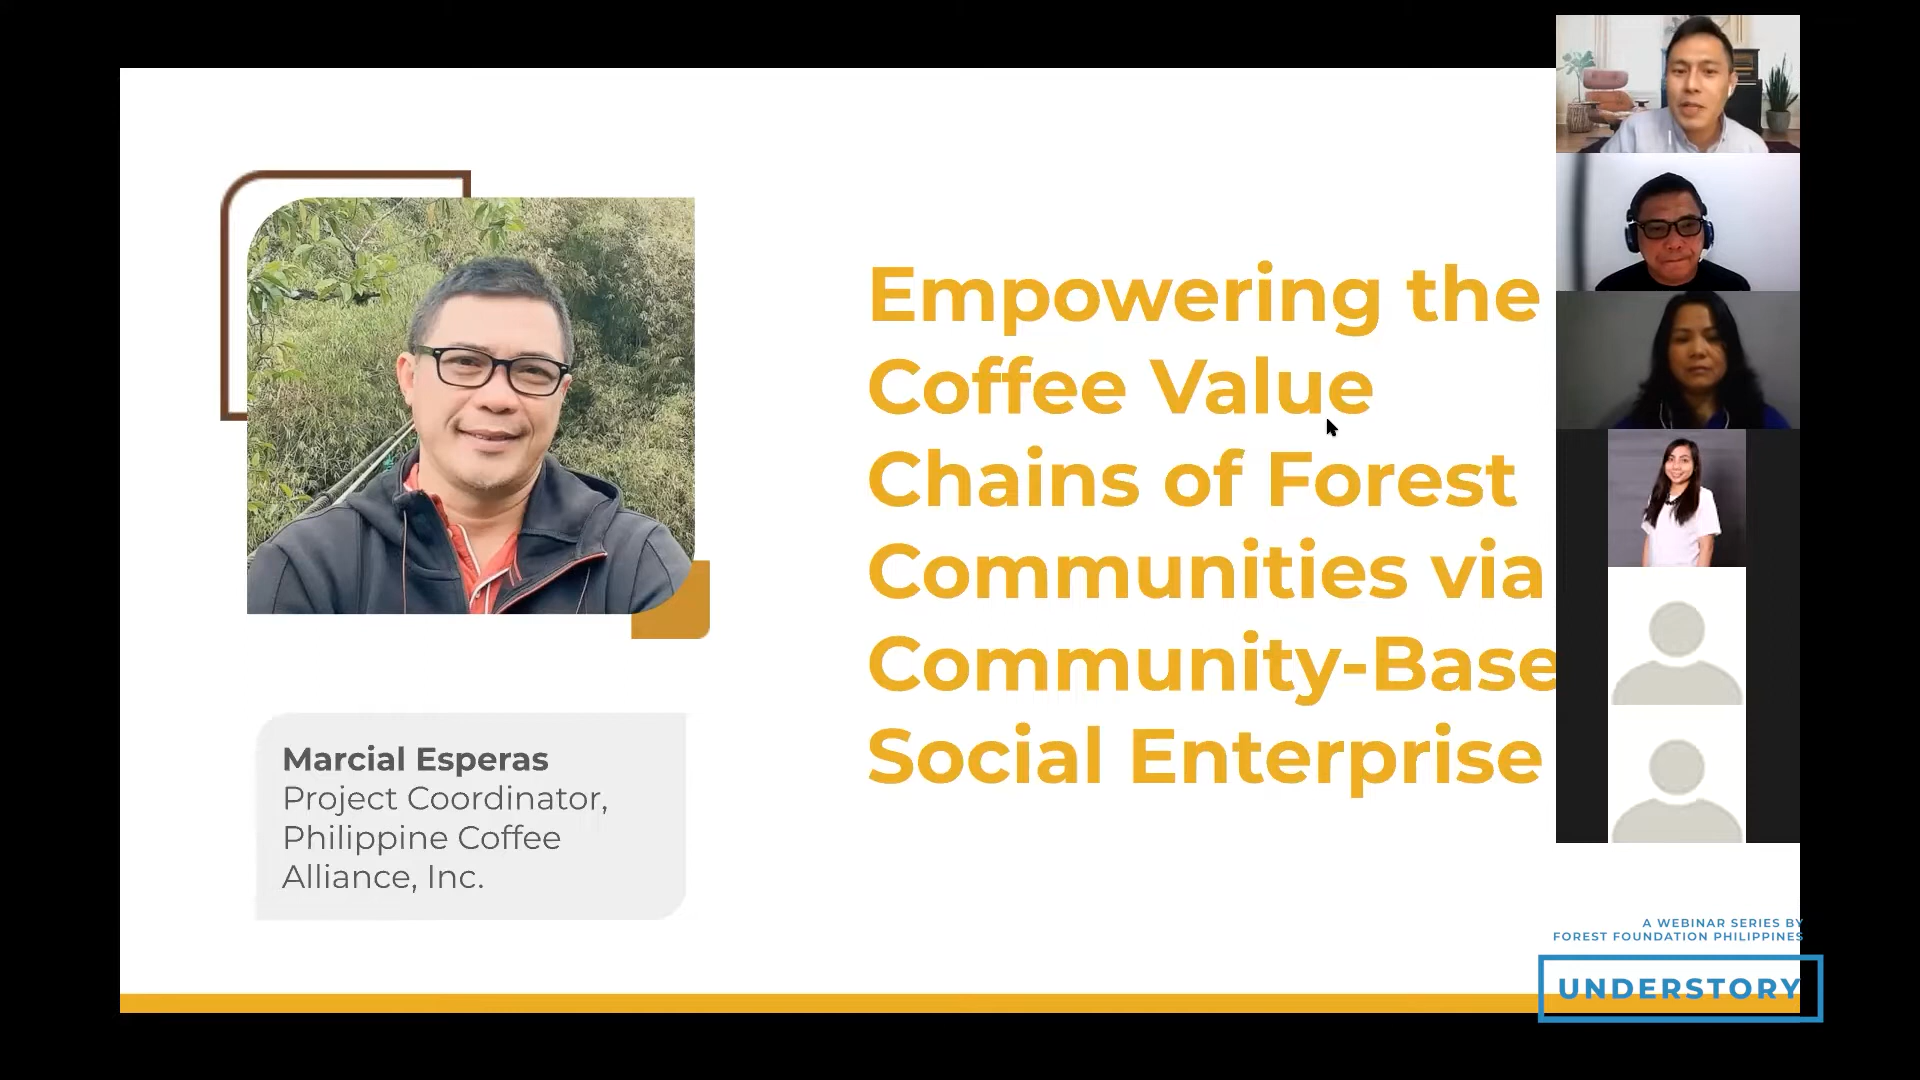 Empowering the
Coffee Value
Chains of Forest
Communities via
Community-Base
Social Enterprise
Marcial Esperas
Project Coordinator,
Philippine Coffee
Alliance, Inc.
A WEBINAR SERIES BY
FOREST FOUNDATION PHILIPPINES
UNDERSTORY